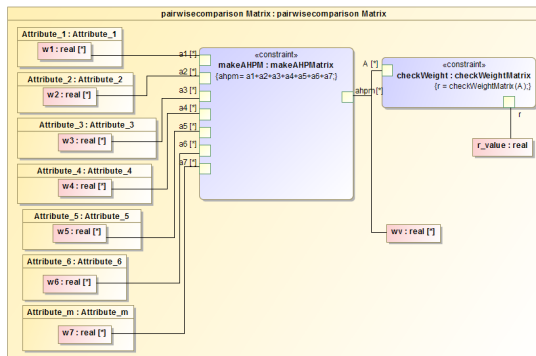 pairwisecomparison Matrix : pairwisecomparison Matrix
Attribute_1 : Attribute_1
w1 : real [*]
Attribute_2 : Attribute_2
w2 : real [*]
Attribute_3 : Attribute_3
w3 : real [*]
Attribute_4 : Attribute_4
w4 : real [*]
Attribute_5 : Attribute_5
w5 : real [*]
Attribute_6 : Attribute_6
w6 : real [*]
Attribute_m : Attribute_m
w7 : real [*]
a1 [*]
a2 [*]
a3 [*]
a4 [*]
a5 [*]
a6 [*]
a7 [*]
«constraint»
makeAHPM : makeAHPMatrix
{ahpm= a1+a2+a3+a4+a5+a6+a7;}
ahpm[*]
A [*]
«constraint»
checkWeight : checkWeightMatrix
{r = checkWeightMatrix(A);}
r
r_value : real
wv : real [*]